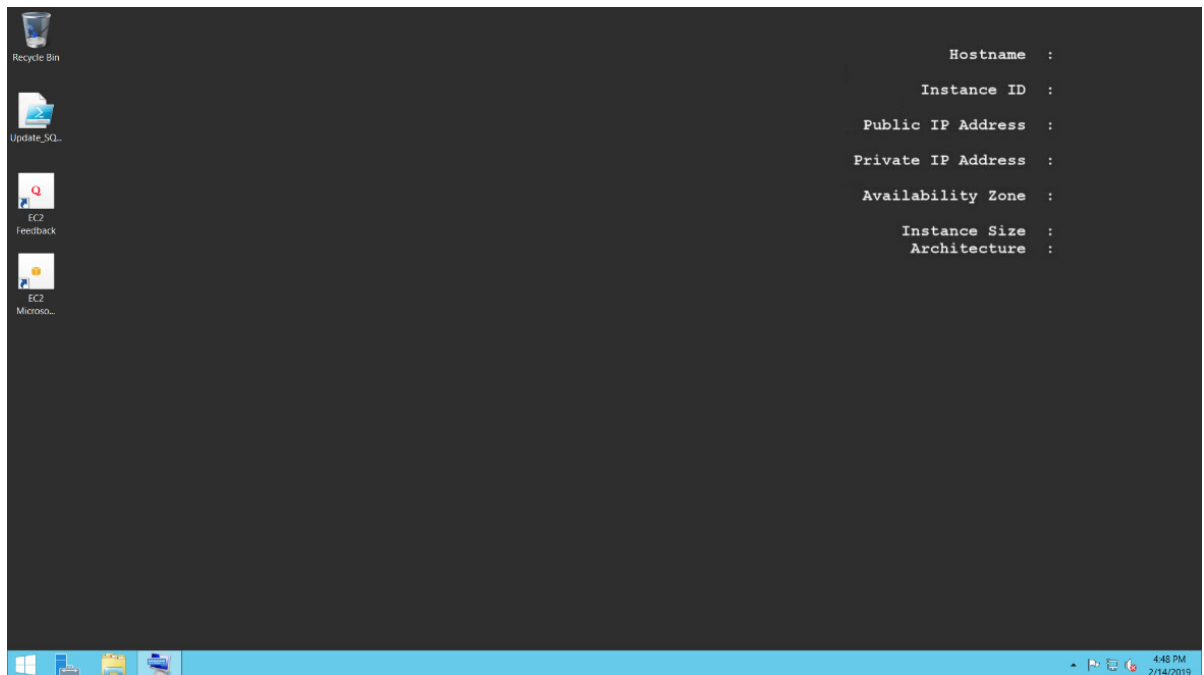 Recycle Bin
Update_SQ...
EC2
Feedback
EC2
Microso...
Hostname :
Instance ID :
Public IP Address :
Private IP Address :
Availability Zone :
Instance Size :
Architecture :
4:48 PM
2/14/2019